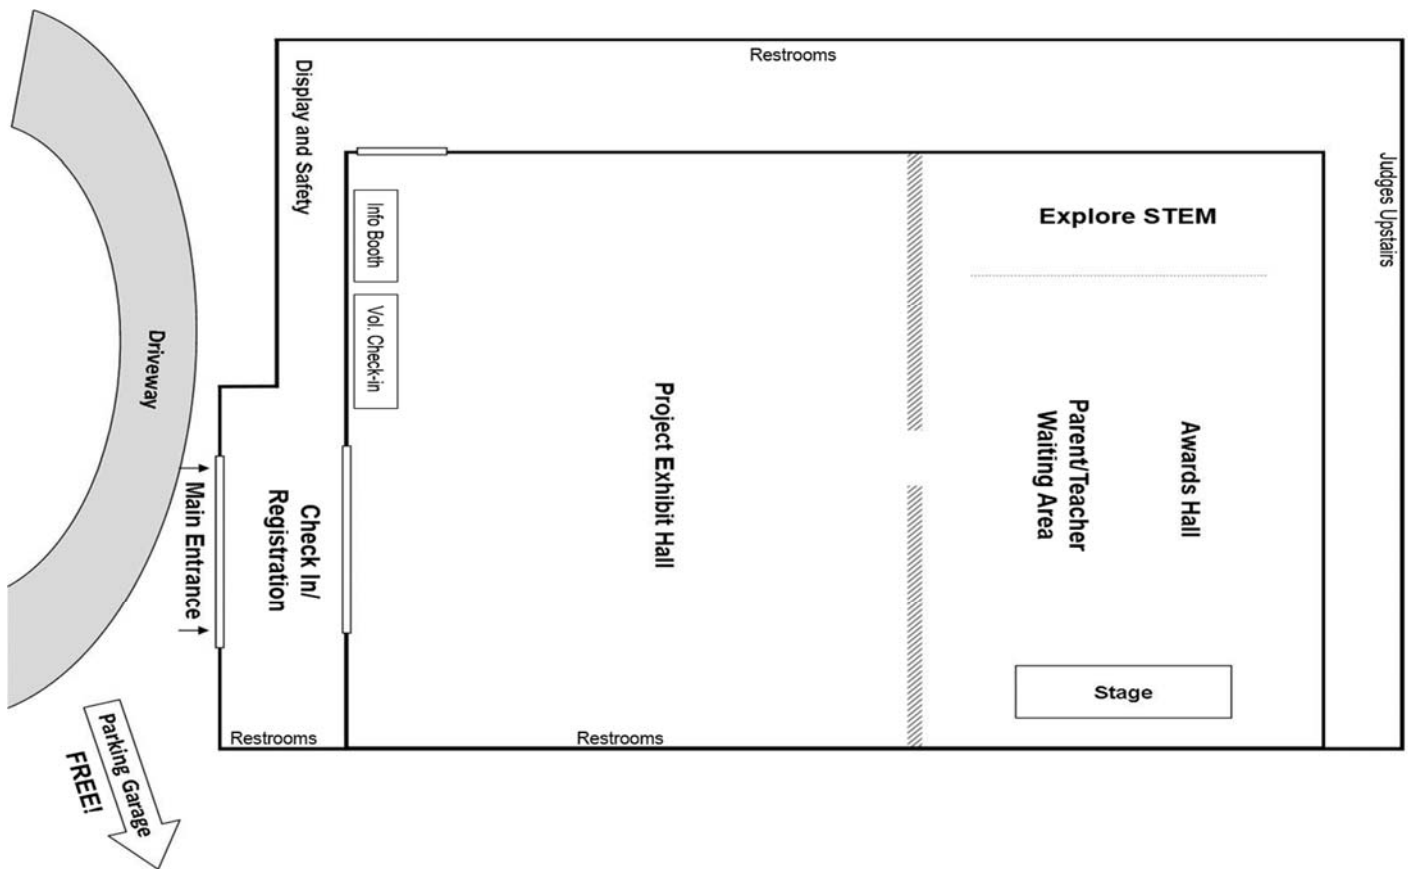 Restrooms
Display and Safety
Judges Upstairs
Info Booth
Explore STEM
Vol. Check-in
Driveway
Project Exhibit Hall
Parent/Teacher
Waiting Area
Awards Hall
Main Entrance
Check In/
Registration
Stage
Restrooms
Restrooms
Parking Garage
FREE!